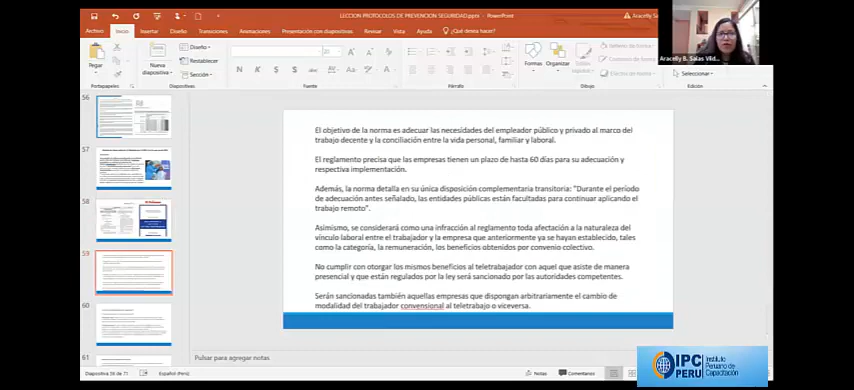 LECCION PROTOCOLOS DE PREVENCION SEGURIDAD.pptx - PowerPoint
Archivo Inicio Insertar Diseño Transiciones Animaciones Presentación con diapositivas Revisar Vista Ayuda ¿Qué desea hacer?
Pegar
Nueva diapositiva
Diseño
Restablecer
Sección
Formas
Organizar
Seleccionar
Portapapeles
Diapositivas
Fuente
Párrafo
Dibujo
Edición
Aracelly B. Salas Vild...
56
57
58
59
60
61
El objetivo de la norma es adecuar las necesidades del empleador público y privado al marco del
trabajo decente y la conciliación entre la vida personal, familiar y laboral.
El reglamento precisa que las empresas tienen un plazo de hasta 60 días para su adecuación y
respectiva implementación.
Además, la norma detalla en su única disposición complementaria transitoria: "Durante el período
de adecuación antes señalado, las entidades públicas están facultadas para continuar aplicando el
trabajo remoto".
Asimismo, se considerará como una infracción al reglamento toda afectación a la naturaleza del
vínculo laboral entre el trabajador y la empresa que anteriormente ya se hayan establecido, tales
como la categoría, la remuneración, los beneficios obtenidos por convenio colectivo.
No cumplir con otorgar los mismos beneficios al teletrabajador con aquel que asiste de manera
presencial y que están regulados por la ley será sancionado por las autoridades competentes.
Serán sancionadas también aquellas empresas que dispongan arbitrariamente el cambio de
modalidad del trabajador convensional al teletrabajo o viceversa.
Pulsar para agregar notas
Español (Perú)
Notas
Comentarios
IPC PERU
Instituto
Peruano de
Capacitación